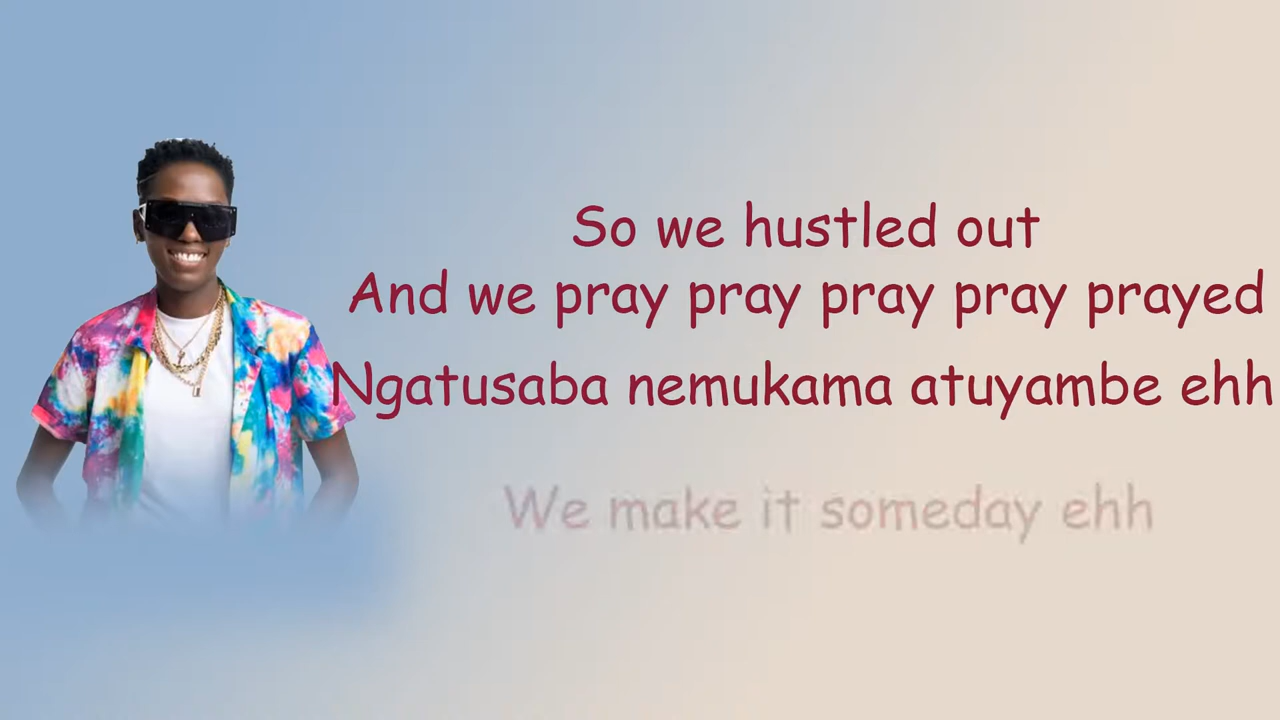 So we hustled out
And we pray pray pray pray prayed
Ngatusaba nemukama atuyambe ehh
We make it someday ehh